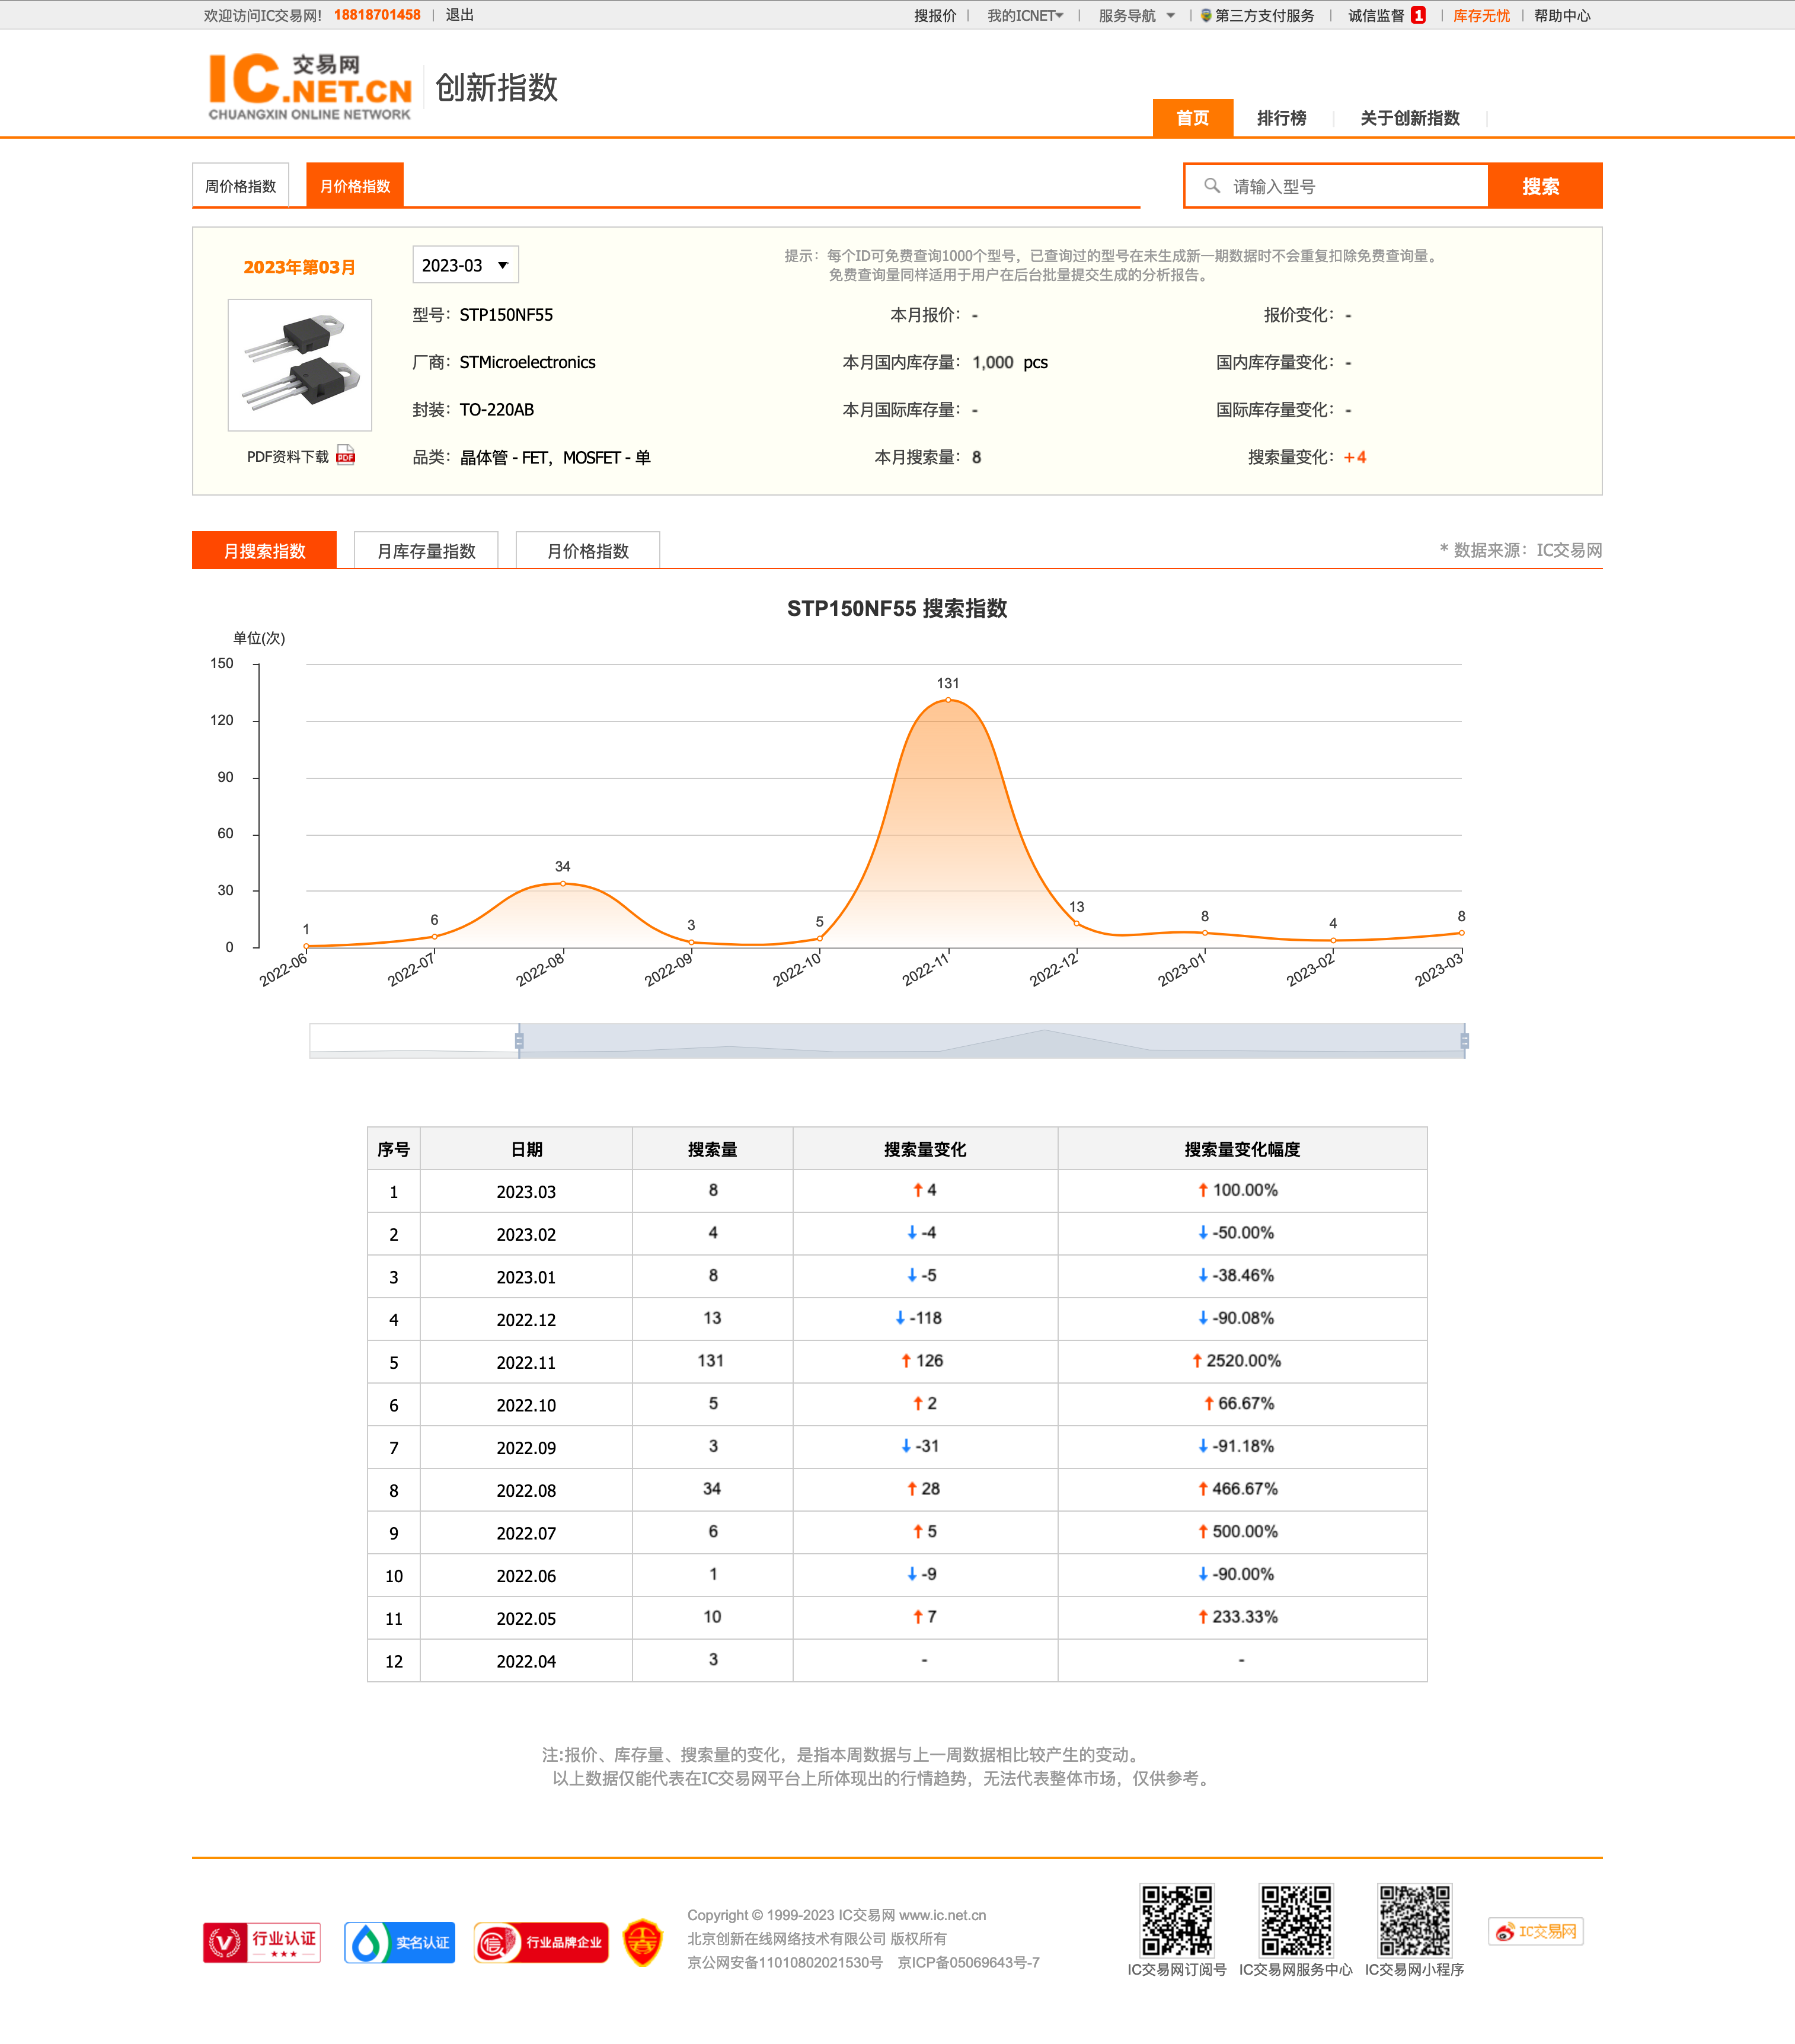 欢迎访问IC交易网! 18818701458 | 退出
搜报价 | 我的ICNET | 服务导航 | 第三方支付服务 | 诚信监督 1 | 库存无忧 | 帮助中心
IC交易网.NET.CN
CHUANGXIN ONLINE NETWORK
创新指数
首页 排行榜 关于创新指数
周价格指数 月价格指数
请输入型号 搜索
2023年第03月 2023-03
提示：每个ID可免费查询1000个型号，已查询过的型号在未生成新一期数据时不会重复扣除免费查询量。
免费查询量同样适用于用户在后台批量提交生成的分析报告。
型号：STP150NF55 本月报价：- 报价变化：-
厂商：STMicroelectronics 本月国内库存量：1,000 pcs 国内库存量变化：-
封装：TO-220AB 本月国际库存量：- 国际库存量变化：-
PDF资料下载 PDF 品类：晶体管 - FET，MOSFET - 单 本月搜索量：8 搜索量变化：+4
月搜索指数 月库存量指数 月价格指数 * 数据来源：IC交易网
STP150NF55 搜索指数
单位(次)
150
120
90
60
30
0
1 6 34 3 5 131 13 8 4 8
2022-06 2022-07 2022-08 2022-09 2022-10 2022-11 2022-12 2023-01 2023-02 2023-03
序号 日期 搜索量 搜索量变化 搜索量变化幅度
1 2023.03 8 ↑4 ↑100.00%
2 2023.02 4 ↓-4 ↓-50.00%
3 2023.01 8 ↓-5 ↓-38.46%
4 2022.12 13 ↓-118 ↓-90.08%
5 2022.11 131 ↑126 ↑2520.00%
6 2022.10 5 ↑2 ↑66.67%
7 2022.09 3 ↓-31 ↓-91.18%
8 2022.08 34 ↑28 ↑466.67%
9 2022.07 6 ↑5 ↑500.00%
10 2022.06 1 ↓-9 ↓-90.00%
11 2022.05 10 ↑7 ↑233.33%
12 2022.04 3 - -
注:报价、库存量、搜索量的变化，是指本周数据与上一周数据相比较产生的变动。
以上数据仅能代表在IC交易网平台上所体现出的行情趋势，无法代表整体市场，仅供参考。
行业认证 实名认证 信 行业品牌企业
Copyright © 1999-2023 IC交易网 www.ic.net.cn
北京创新在线网络技术有限公司 版权所有
京公网安备11010802021530号 京ICP备05069643号-7
IC交易网订阅号 IC交易网服务中心 IC交易网小程序
IC交易网